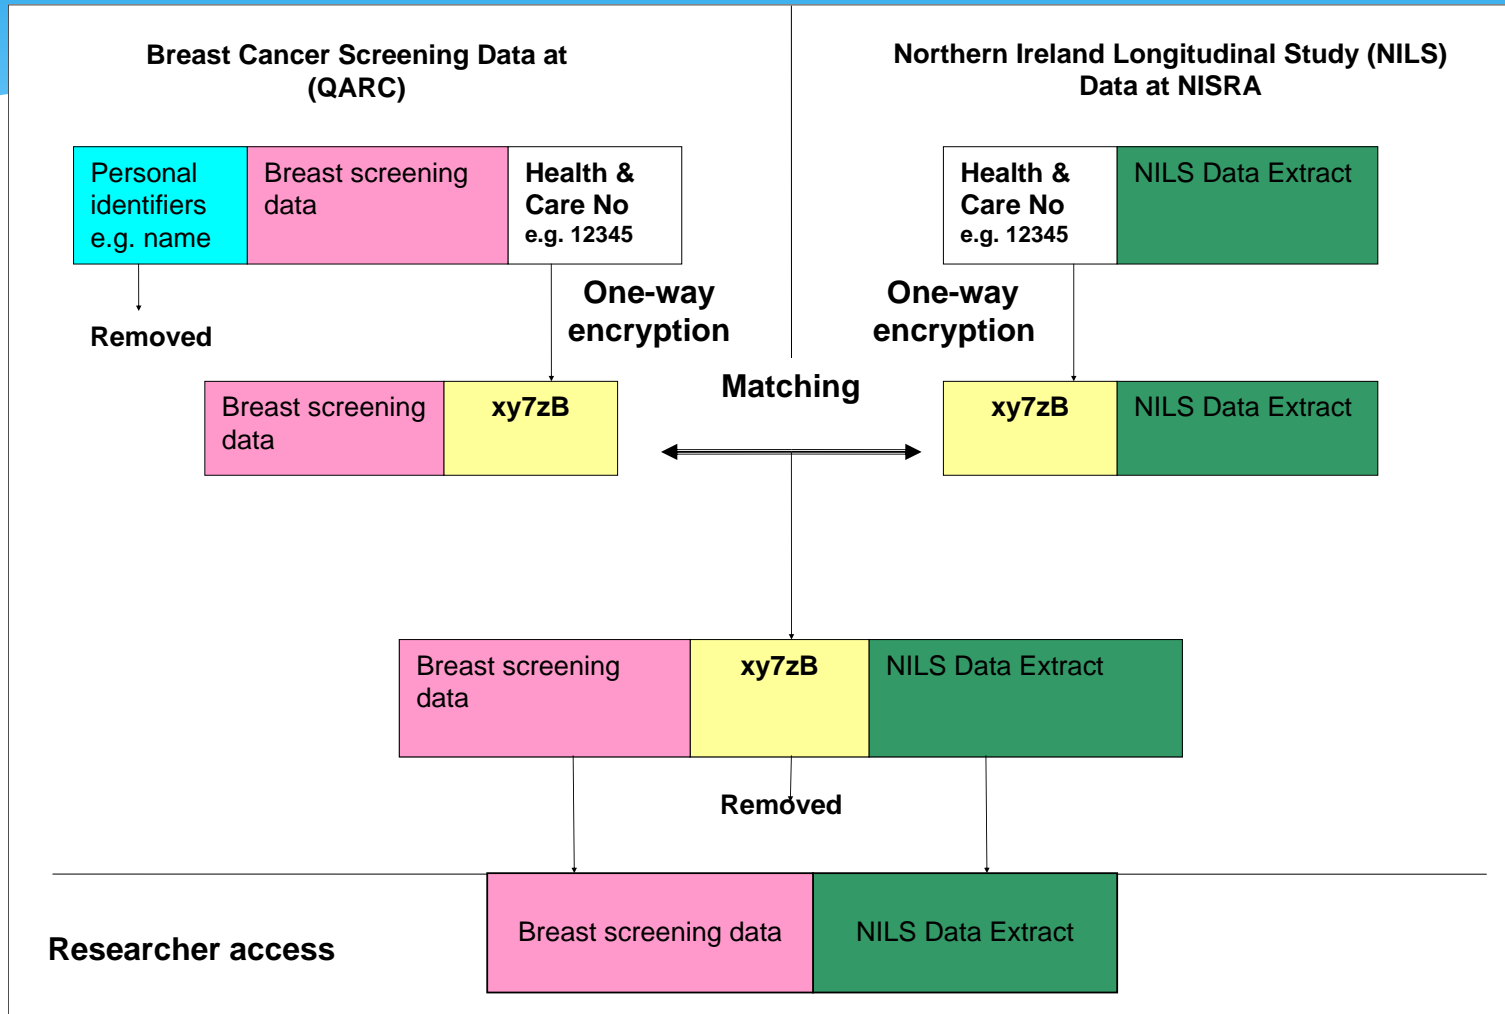 Breast Cancer Screening Data at
(QARC)
Northern Ireland Longitudinal Study (NILS)
Data at NISRA
Personal
identifiers
e.g. name
Breast screening
data
Health &
Care No
e.g. 12345
Health &
Care No
e.g. 12345
NILS Data Extract
Removed
One-way
encryption
One-way
encryption
Matching
Breast screening
data
xy7zB
xy7zB
NILS Data Extract
Breast screening
data
xy7zB
NILS Data Extract
Removed
Researcher access
Breast screening data
NILS Data Extract